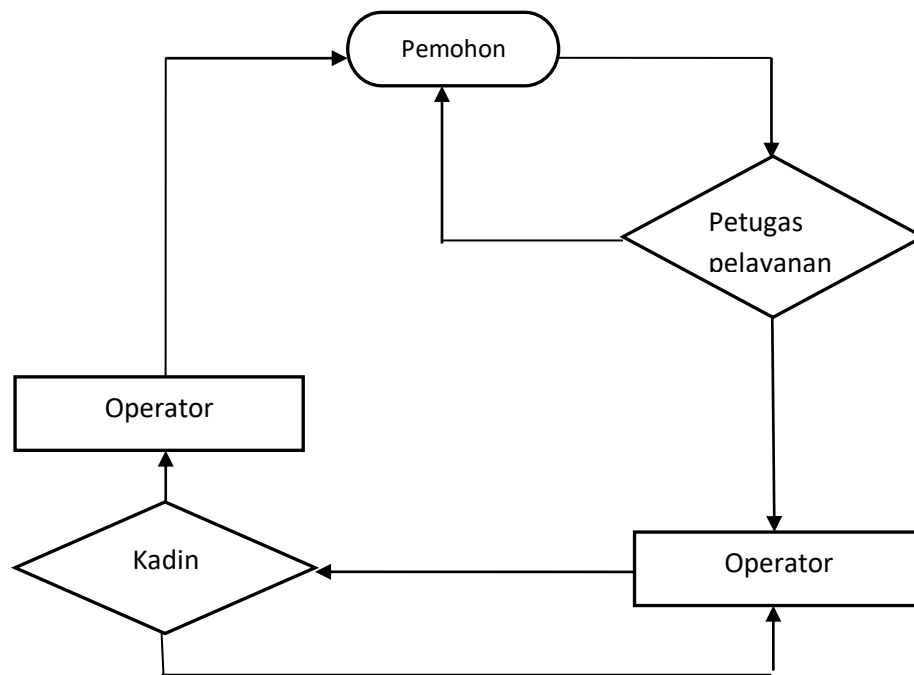 Pemohon
Petugas
pelayanan
Operator
Kadin
Operator